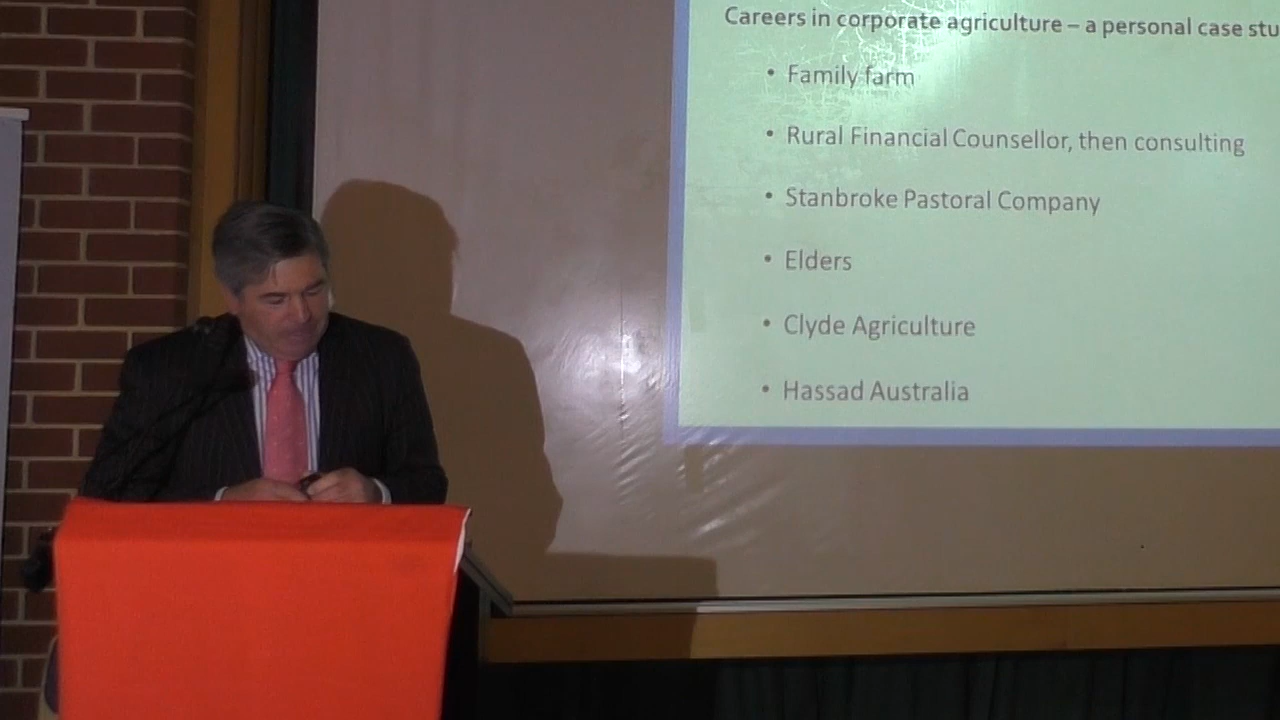 Careers in corporate agriculture – a personal case stu
• Family farm
• Rural Financial Counsellor, then consulting
• Stanbroke Pastoral Company
• Elders
• Clyde Agriculture
• Hassad Australia